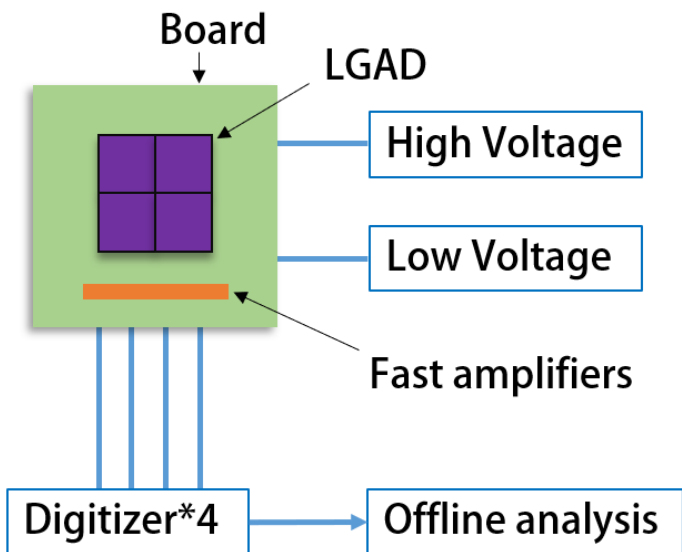 Board
LGAD
High Voltage
Low Voltage
Fast amplifiers
Digitizer*4
Offline analysis